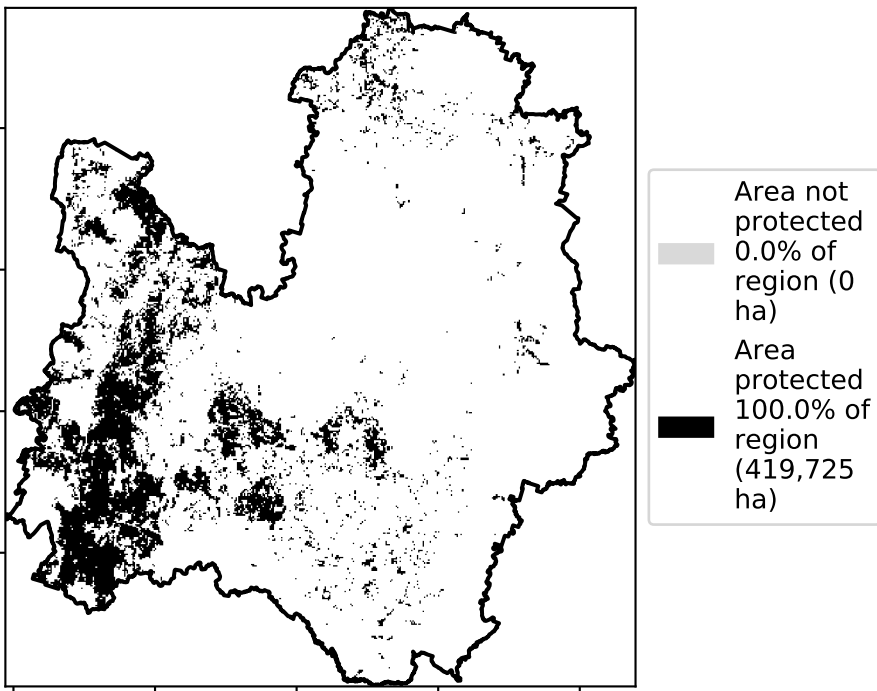 Area not
protected
0.0% of
region (0
ha)
Area
protected
100.0% of
region
(419,725
ha)